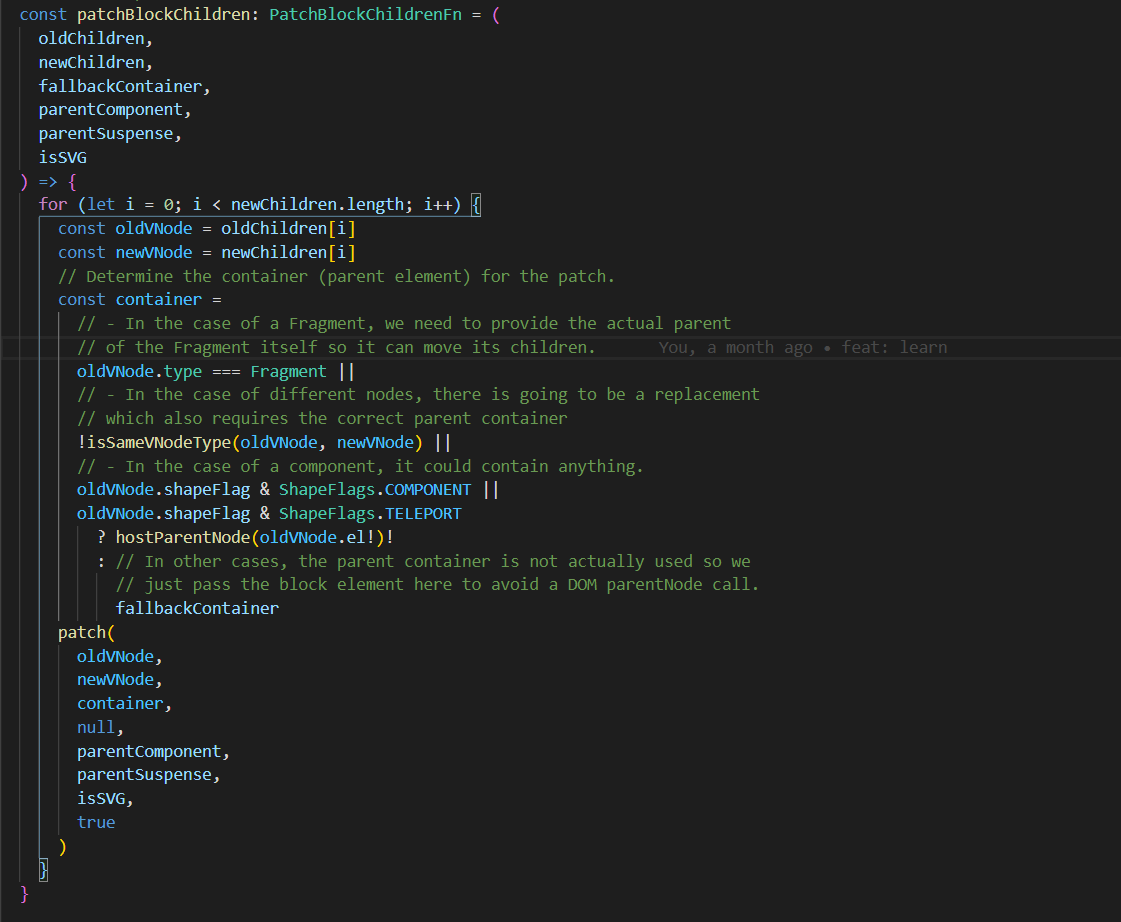 const patchBlockChildren: PatchBlockChildrenFn = (
oldChildren,
newChildren,
fallbackContainer,
parentComponent,
parentSuspense,
isSVG
) => {
for (let i = 0; i < newChildren.length; i++) {
const oldVNode = oldChildren[i]
const newVNode = newChildren[i]
// Determine the container (parent element) for the patch.
const container =
// - In the case of a Fragment, we need to provide the actual parent
// of the Fragment itself so it can move its children. You, a month ago • feat: learn
oldVNode.type === Fragment ||
// - In the case of different nodes, there is going to be a replacement
// which also requires the correct parent container
!isSameVNodeType(oldVNode, newVNode) ||
// - In the case of a component, it could contain anything.
oldVNode.shapeFlag & ShapeFlags.COMPONENT ||
oldVNode.shapeFlag & ShapeFlags.TELEPORT
? hostParentNode(oldVNode.el!)!
: // In other cases, the parent container is not actually used so we
// just pass the block element here to avoid a DOM parentNode call.
fallbackContainer
patch(
oldVNode,
newVNode,
container,
null,
parentComponent,
parentSuspense,
isSVG,
true
)
}
}